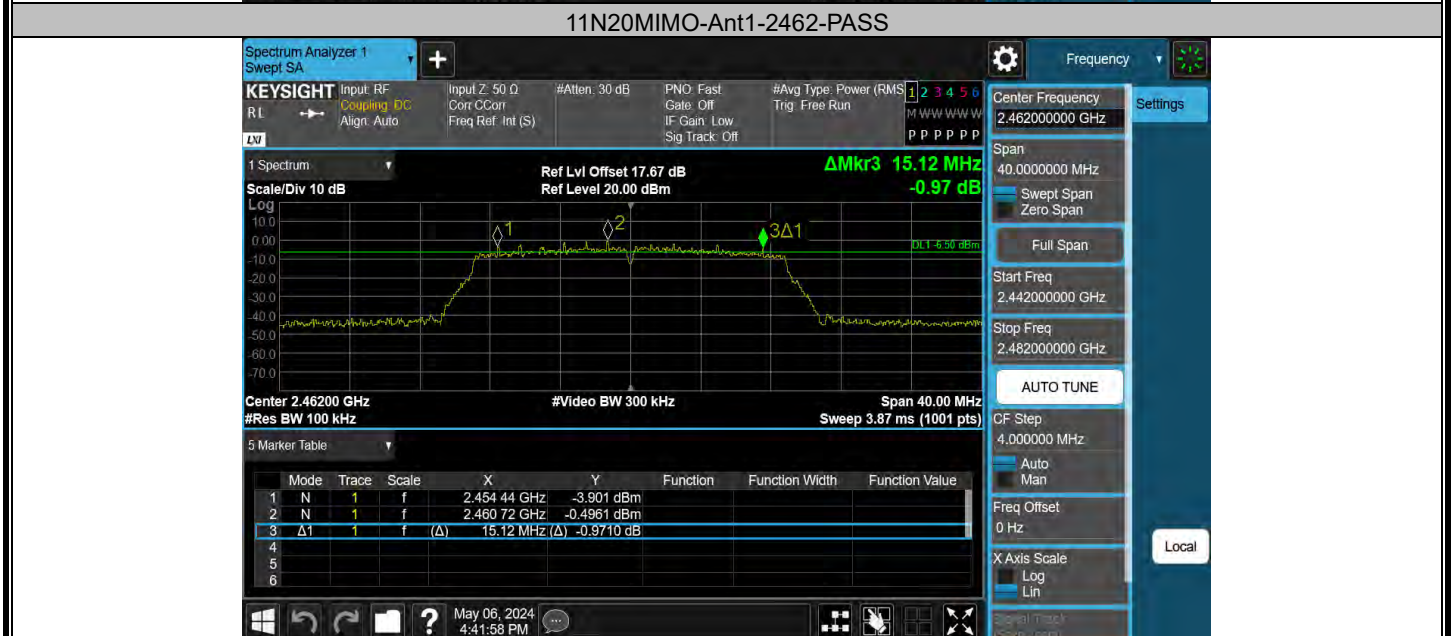 11N20MIMO-Ant1-2462-PASS
Spectrum Analyzer 1
Swept SA
+
Frequency
KEYSIGHT
RL
LXI
Input: RF
Coupling: DC
Align: Auto
Input Z: 50 Ω
Corr CCorr
Freq Ref: Int (S)
#Atten: 30 dB
PNO: Fast
Gate: Off
IF Gain: Low
Sig Track: Off
#Avg Type: Power (RMS
Trig: Free Run
1 2 3 4 5 6
M W W W W W
P P P P P P
1 Spectrum
Scale/Div 10 dB
Ref Lvl Offset 17.67 dB
Ref Level 20.00 dBm
ΔMkr3 15.12 MHz
-0.97 dB
Log
10.0
0.00
-10.0
-20.0
-30.0
-40.0
-50.0
-60.0
-70.0
1
2
3Δ1
DL1 -6.50 dBm
Center 2.46200 GHz
#Video BW 300 kHz
Span 40.00 MHz
#Res BW 100 kHz
Sweep 3.87 ms (1001 pts)
5 Marker Table
Mode Trace Scale X Y Function Function Width Function Value
1 N 1 f 2.454 44 GHz -3.901 dBm
2 N 1 f 2.460 72 GHz -0.4961 dBm
3 Δ1 1 f (Δ) 15.12 MHz (Δ) -0.9710 dB
4
5
6
?
May 06, 2024
4:41:58 PM
Center Frequency
2.462000000 GHz
Settings
Span
40.0000000 MHz
Swept Span
Zero Span
Full Span
Start Freq
2.442000000 GHz
Stop Freq
2.482000000 GHz
AUTO TUNE
CF Step
4.000000 MHz
Auto
Man
Freq Offset
0 Hz
X Axis Scale
Log
Lin
Local
Signal Track